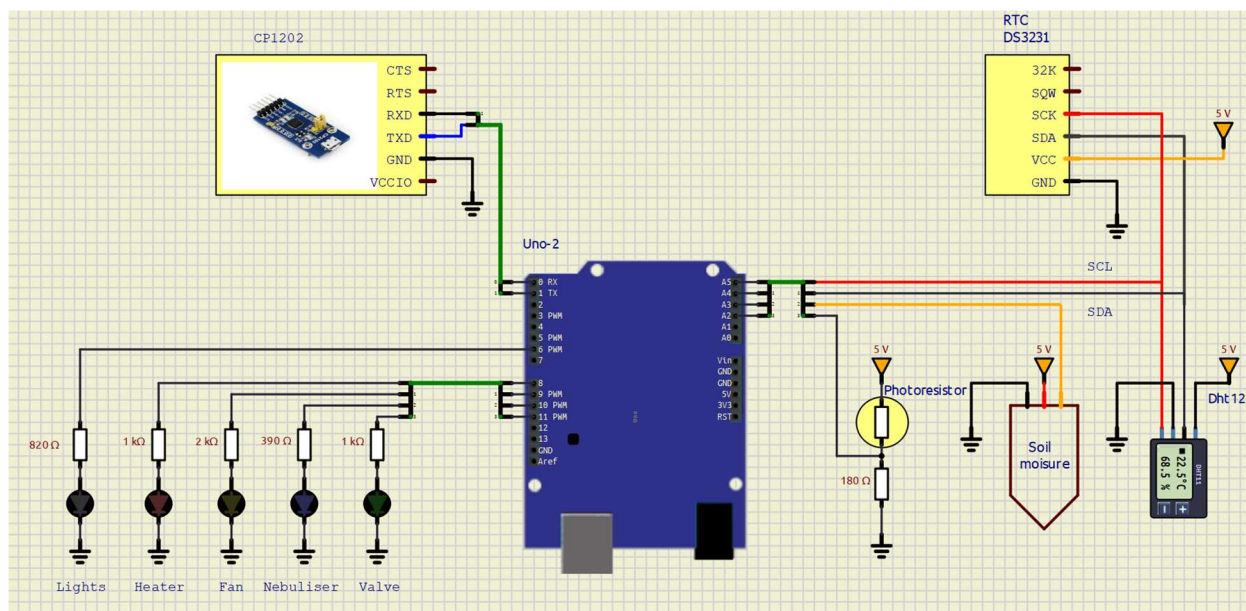 CP1202
CTS
RTS
RXD
TXD
GND
VCCIO
RTC
DS3231
32K
SQW
SCK
SDA
VCC
GND
5 V
Uno-2
0 RX
1 TX
2
3 PWM
4
5 PWM
6 PWM
7
8
9 PWM
10 PWM
11 PWM
12
13
GND
Aref
A5
A4
A3
A2
A1
A0
Vin
GND
GND
5V
3V3
RST
SCL
SDA
5 V
Photoresistor
180 Ω
5 V
Soil
moisure
5 V
Dht12
DHT11
22.5°C
68.5 %
820 Ω
1 kΩ
2 kΩ
390 Ω
1 kΩ
Lights
Heater
Fan
Nebuliser
Valve